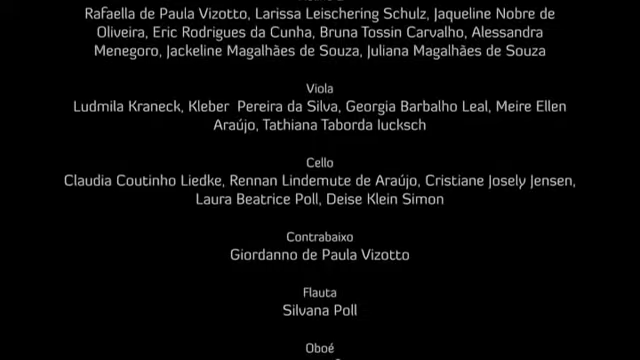 Rafaella de Paula Vizotto, Larissa Leischering Schulz, Jaqueline Nobre de
Oliveira, Eric Rodrigues da Cunha, Bruna Tossin Carvalho, Alessandra
Menegoro, Jackeline Magalhães de Souza, Juliana Magalhães de Souza
Viola
Ludmila Kraneck, Kleber Pereira da Silva, Georgia Barbalho Leal, Meire Ellen
Araújo, Tathiana Taborda Iucksch
Cello
Claudia Coutinho Liedke, Rennan Lindemute de Araújo, Cristiane Josely Jensen,
Laura Beatrice Poll, Deise Klein Simon
Contrabaixo
Giordanno de Paula Vizotto
Flauta
Silvana Poll
Oboé